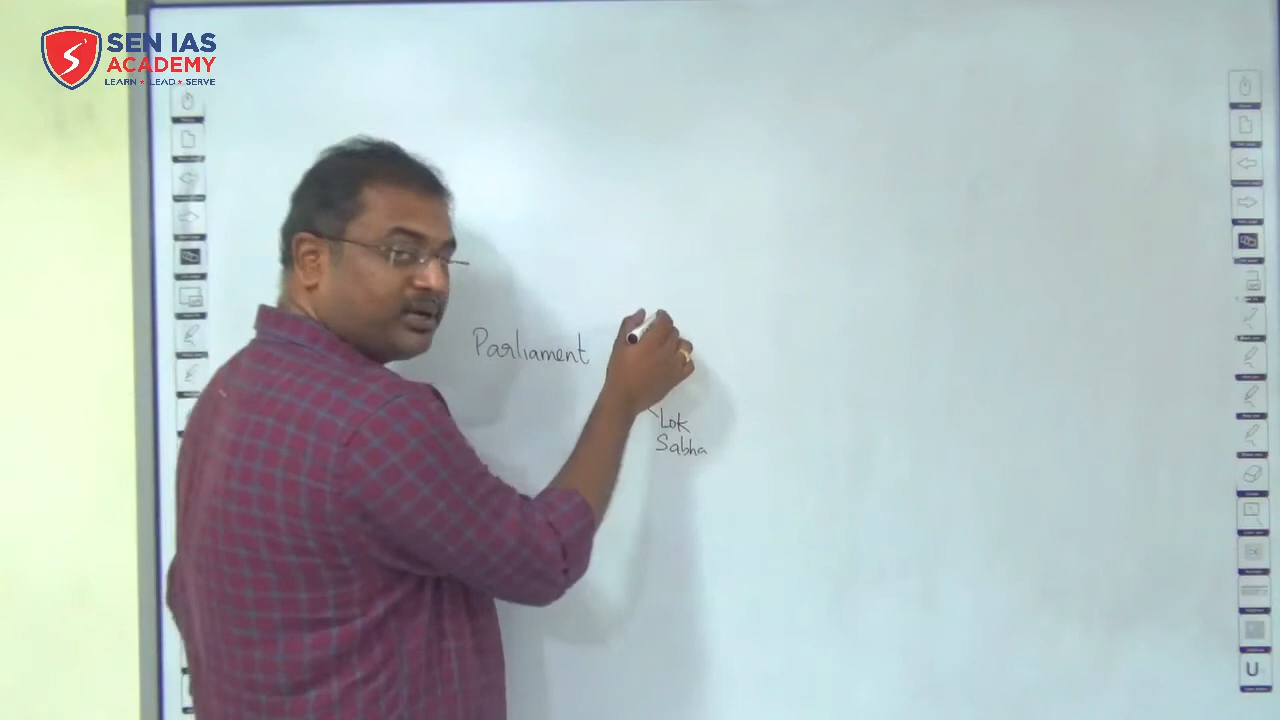 SEN IAS
ACADEMY
LEARN ★ LEAD ★ SERVE
Parliament
Lok
Sabha
U